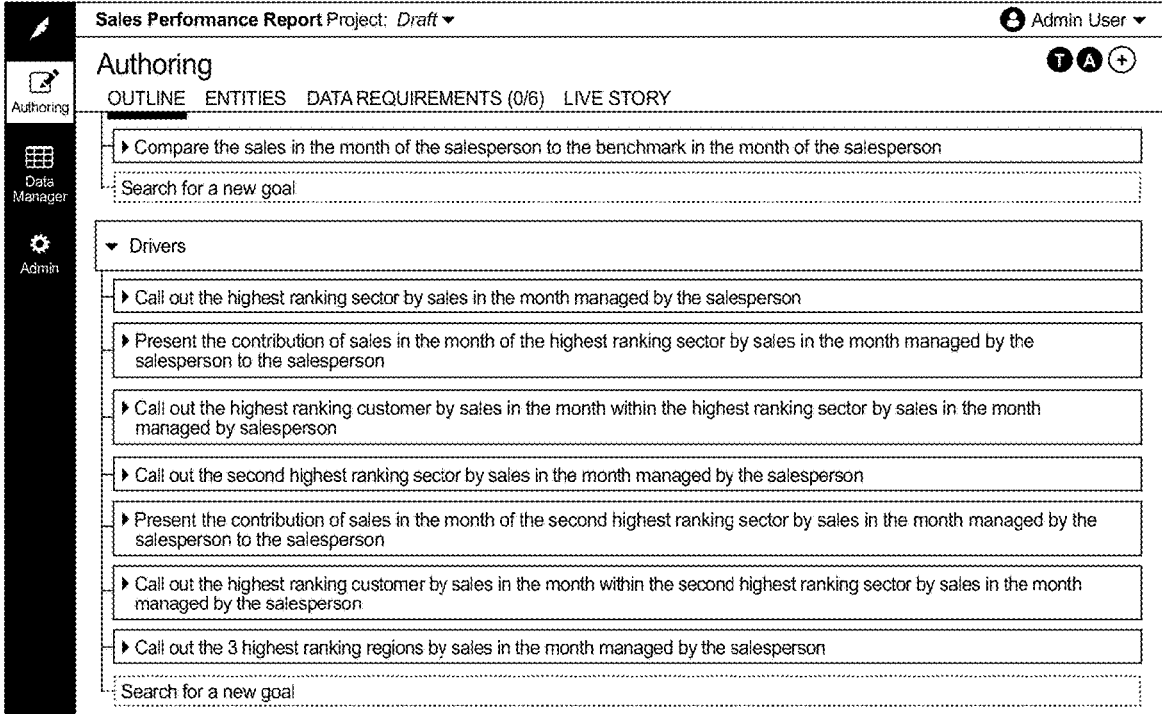 Sales Performance Report Project: Draft
Admin User
Authoring
T A +
OUTLINE ENTITIES DATA REQUIREMENTS (0/6) LIVE STORY
Authoring
Data
Manager
Admin
Compare the sales in the month of the salesperson to the benchmark in the month of the salesperson
Search for a new goal
Drivers
Call out the highest ranking sector by sales in the month managed by the salesperson
Present the contribution of sales in the month of the highest ranking sector by sales in the month managed by the
salesperson to the salesperson
Call out the highest ranking customer by sales in the month within the highest ranking sector by sales in the month
managed by salesperson
Call out the second highest ranking sector by sales in the month managed by the salesperson
Present the contribution of sales in the month of the second highest ranking sector by sales in the month managed by the
salesperson to the salesperson
Call out the highest ranking customer by sales in the month within the second highest ranking sector by sales in the month
managed by the salesperson
Call out the 3 highest ranking regions by sales in the month managed by the salesperson
Search for a new goal